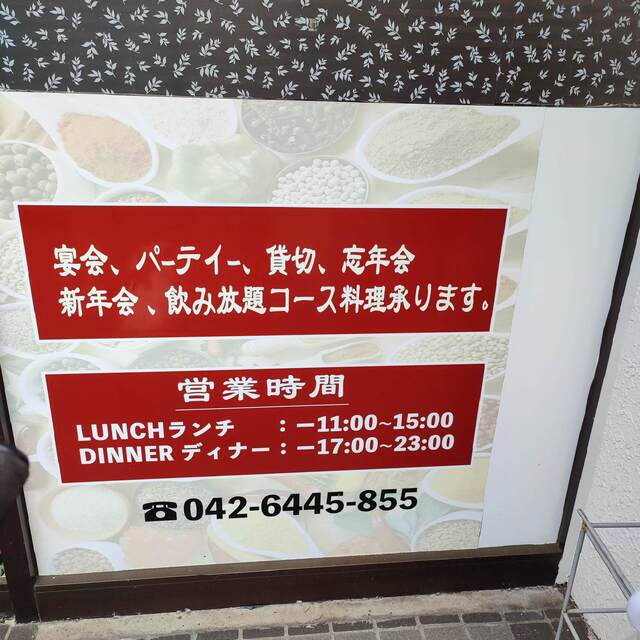 宴会、パーテイー、貸切、忘年会
新年会、飲み放題コース料理承ります。
営業時間
LUNCHランチ :ー11:00~15:00
DINNER ディナー:ー17:00~23:00
☎042-6445-855